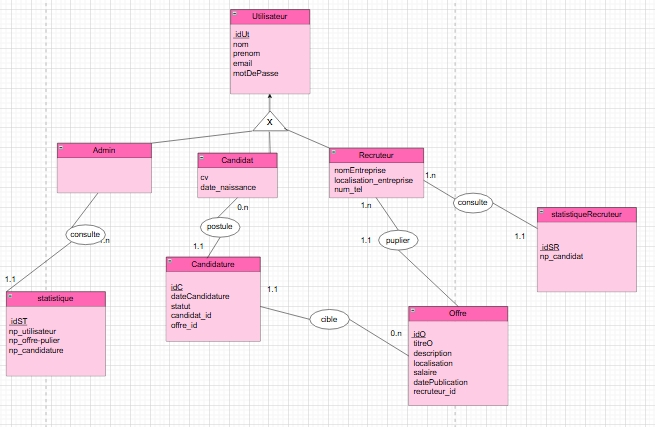 Utilisateur
idUt
nom
prenom
email
motDePasse
X
Admin
Candidat
cv
date_naissance
Recruteur
nomEntreprise
localisation_entreprise
num_tel
1.n
consulte
1.1
statistiqueRecruteur
idSR
np_candidat
consulte
.n
1.1
0.n
postule
1.1
1.n
1.1
puplier
statistique
idST
np_utilisateur
np_offre-pulier
np_candidature
Candidature
idC
dateCandidature
statut
candidat_id
offre_id
1.1
cible
0.n
Offre
idO
titreO
description
localisation
salaire
datePublication
recruteur_id